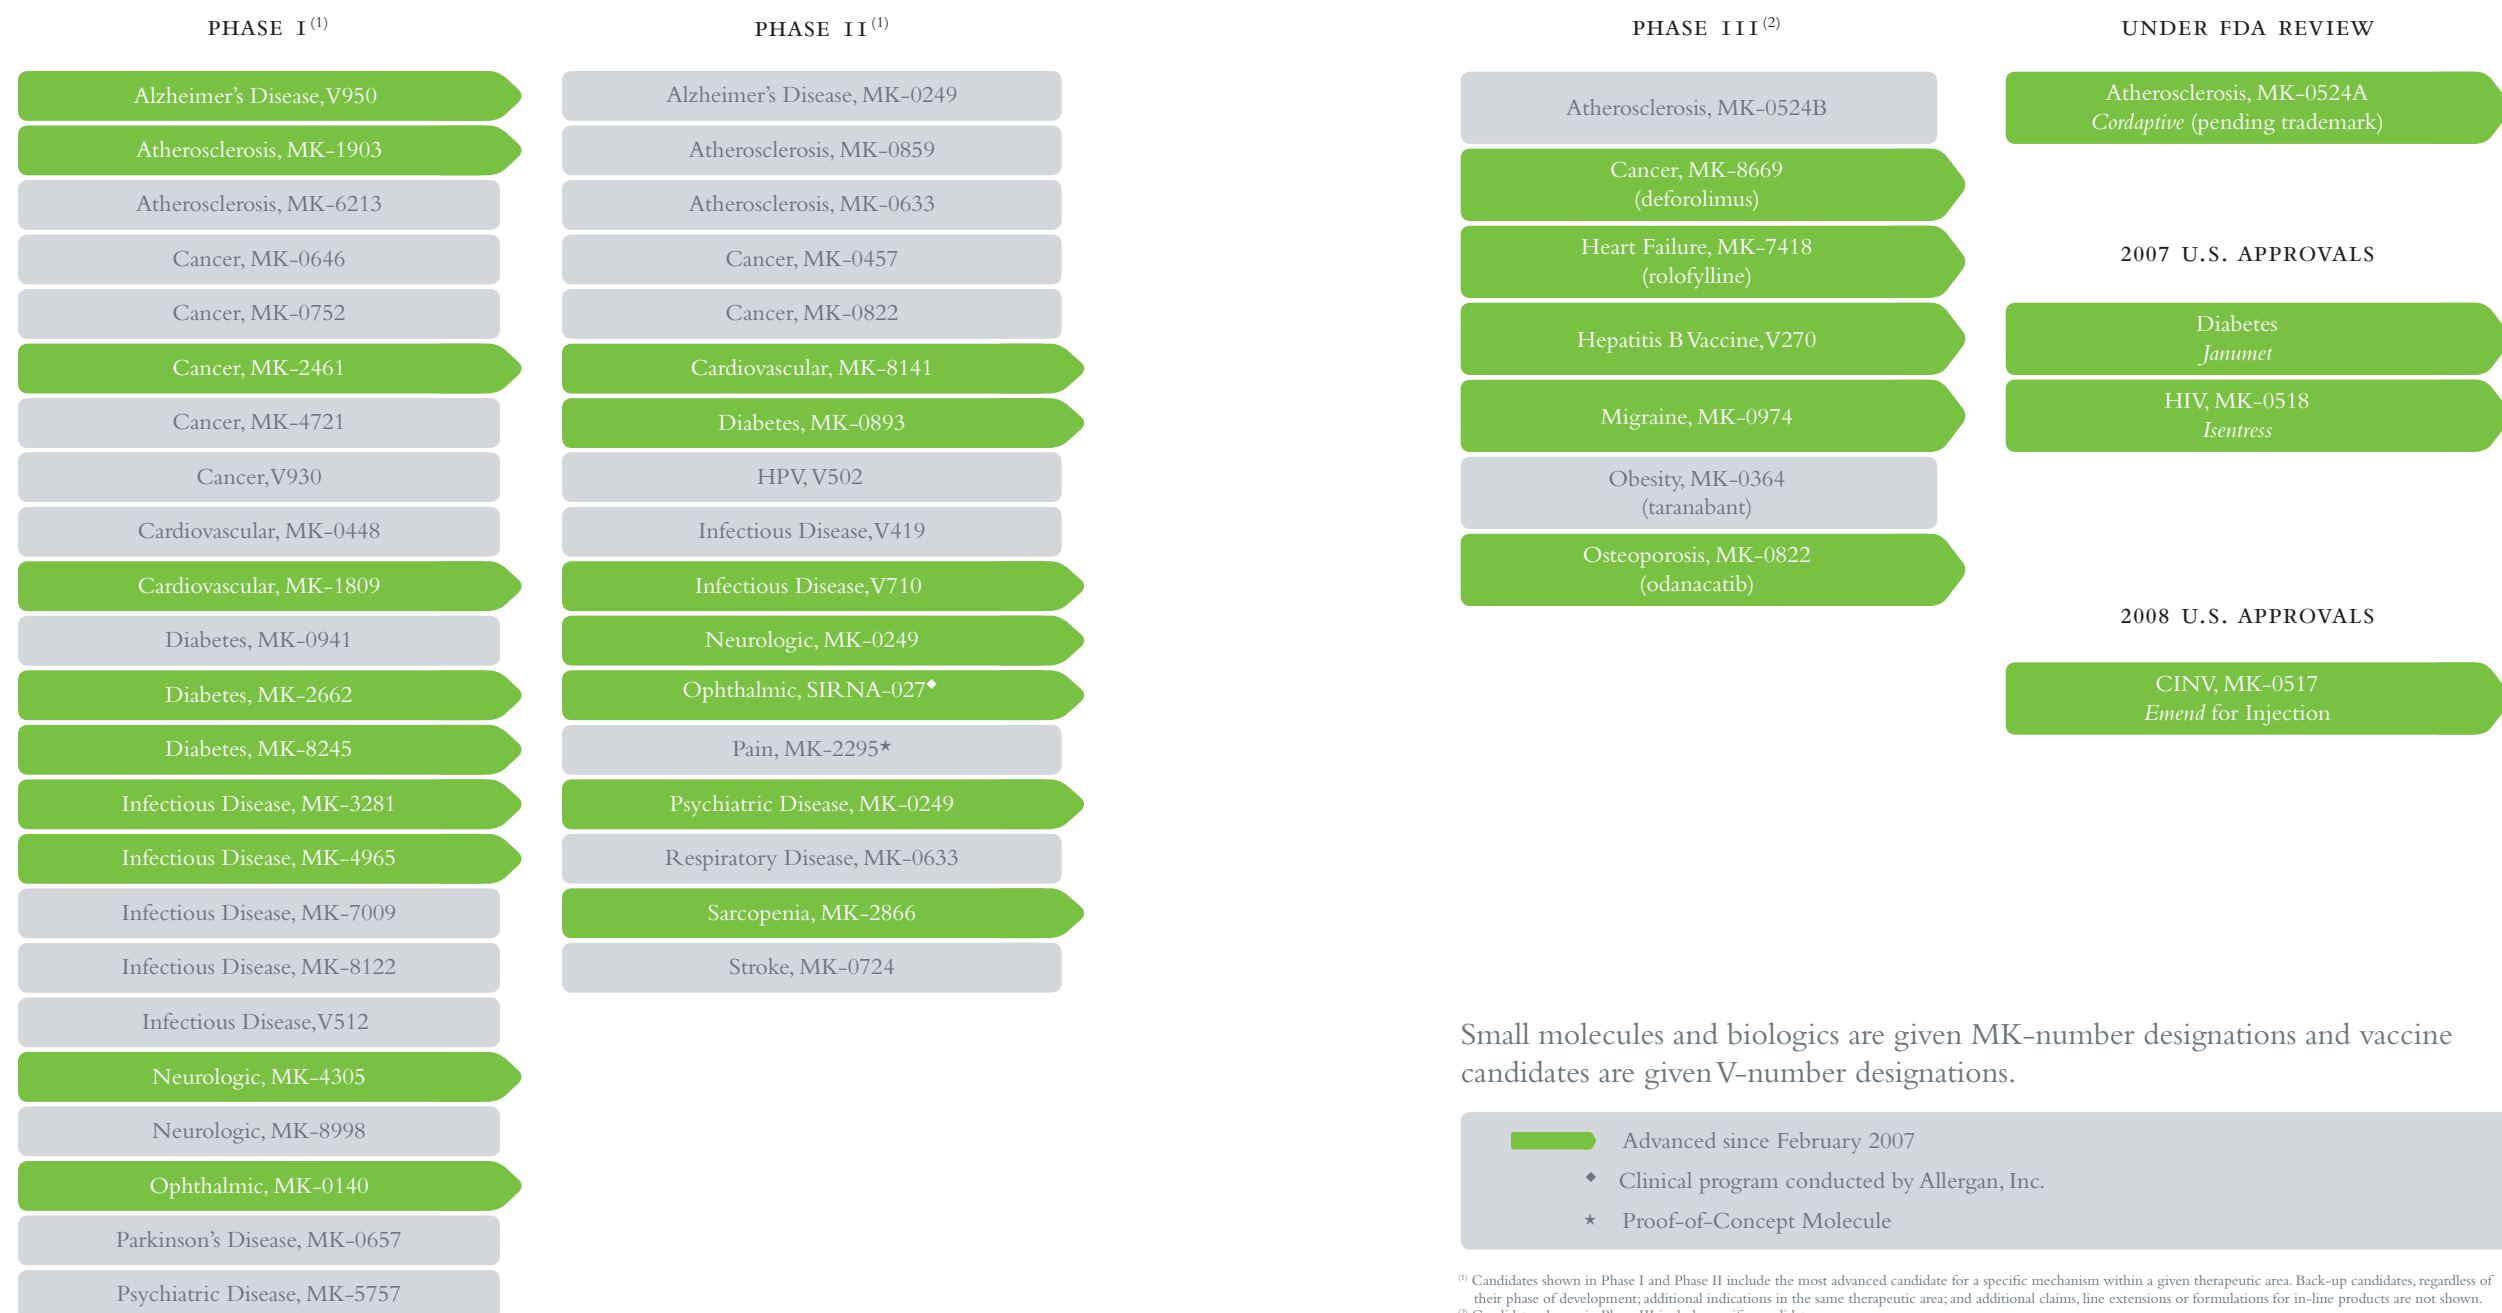 PHASE I (1)
Alzheimer's Disease, V950
Atherosclerosis, MK-1903
Atherosclerosis, MK-6213
Cancer, MK-0646
Cancer, MK-0752
Cancer, MK-2461
Cancer, MK-4721
Cancer, V930
Cardiovascular, MK-0448
Cardiovascular, MK-1809
Diabetes, MK-0941
Diabetes, MK-2662
Diabetes, MK-8245
Infectious Disease, MK-3281
Infectious Disease, MK-4965
Infectious Disease, MK-7009
Infectious Disease, MK-8122
Infectious Disease, V512
Neurologic, MK-4305
Neurologic, MK-8998
Ophthalmic, MK-0140
Parkinson's Disease, MK-0657
Psychiatric Disease, MK-5757
PHASE II (1)
Alzheimer's Disease, MK-0249
Atherosclerosis, MK-0859
Atherosclerosis, MK-0633
Cancer, MK-0457
Cancer, MK-0822
Cardiovascular, MK-8141
Diabetes, MK-0893
HPV, V502
Infectious Disease, V419
Infectious Disease, V710
Neurologic, MK-0249
Ophthalmic, SIRNA-027◆
Pain, MK-2295★
Psychiatric Disease, MK-0249
Respiratory Disease, MK-0633
Sarcopenia, MK-2866
Stroke, MK-0724
PHASE III (2)
Atherosclerosis, MK-0524B
Cancer, MK-8669
(deforolimus)
Heart Failure, MK-7418
(rolofylline)
Hepatitis B Vaccine, V270
Migraine, MK-0974
Obesity, MK-0364
(taranabant)
Osteoporosis, MK-0822
(odanacatib)
UNDER FDA REVIEW
Atherosclerosis, MK-0524A
Cordaptive (pending trademark)
2007 U.S. APPROVALS
Diabetes
Janumet
HIV, MK-0518
Isentress
2008 U.S. APPROVALS
CINV, MK-0517
Emend for Injection
Small molecules and biologics are given MK-number designations and vaccine
candidates are given V-number designations.
Advanced since February 2007
◆ Clinical program conducted by Allergan, Inc.
★ Proof-of-Concept Molecule
(1) Candidates shown in Phase I and Phase II include the most advanced candidate for a specific mechanism within a given therapeutic area. Back-up candidates, regardless of
their phase of development; additional indications in the same therapeutic area; and additional claims, line extensions or formulations for in-line products are not shown.